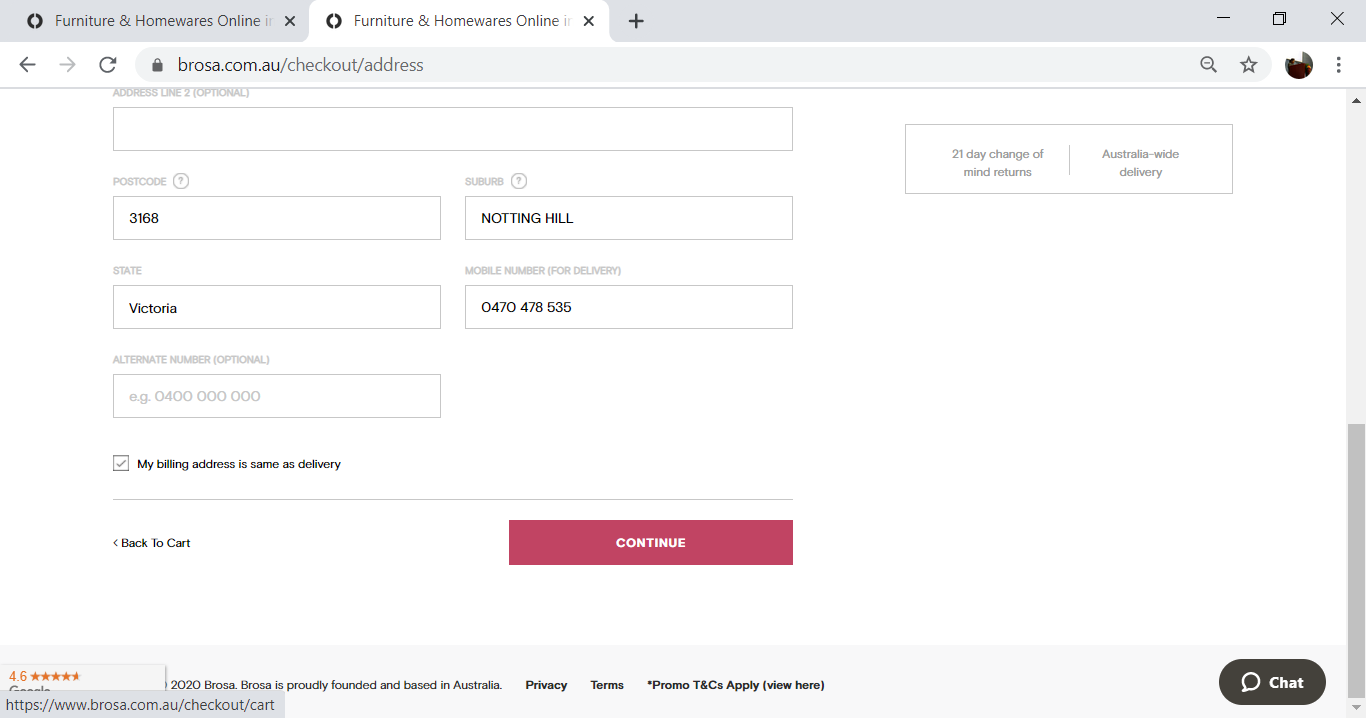 Furniture & Homewares Online in
Furniture & Homewares Online in
brosa.com.au/checkout/address
ADDRESS LINE 2 (OPTIONAL)
21 day change of
mind returns
Australia-wide
delivery
POSTCODE ?
SUBURB ?
3168
NOTTING HILL
STATE
MOBILE NUMBER (FOR DELIVERY)
Victoria
0470 478 535
ALTERNATE NUMBER (OPTIONAL)
e.g. 0400 000 000
My billing address is same as delivery
< Back To Cart
CONTINUE
4.6 ★★★★★
Google
2020 Brosa. Brosa is proudly founded and based in Australia.
Privacy
Terms
*Promo T&Cs Apply (view here)
Chat
https://www.brosa.com.au/checkout/cart